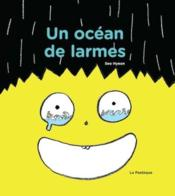 Un océan
de larmes
Seo Hyeon
La Pastèque